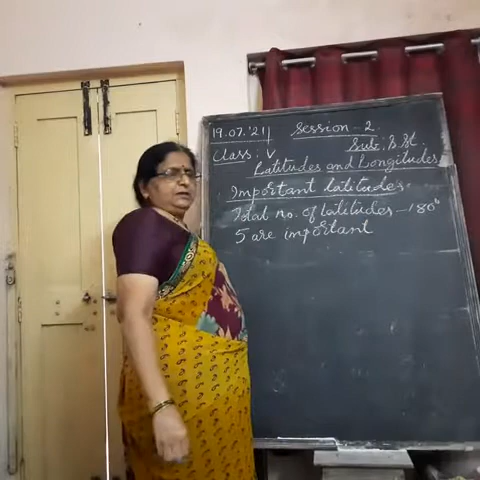 19.07.'21 Session - 2.
Class: V Sub: S.St.
Latitudes and Longitudes
Important latitudes.
Total no. of latitudes - 180°
5 are important